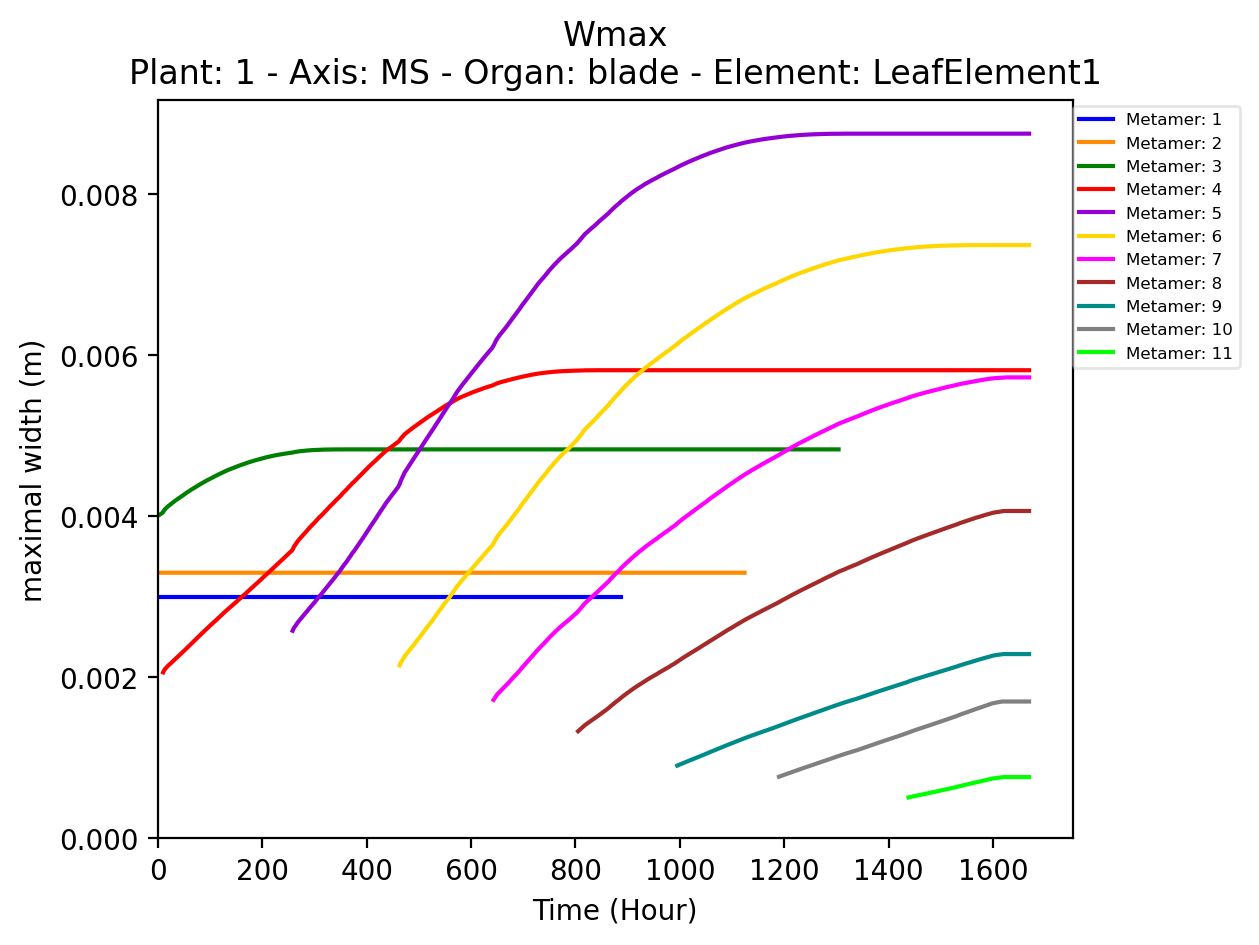 Wmax
Plant: 1 - Axis: MS - Organ: blade - Element: LeafElement1
maximal width (m)
0.008
0.006
0.004
0.002
0.000
0 200 400 600 800 1000 1200 1400 1600
Time (Hour)
Metamer: 1
Metamer: 2
Metamer: 3
Metamer: 4
Metamer: 5
Metamer: 6
Metamer: 7
Metamer: 8
Metamer: 9
Metamer: 10
Metamer: 11